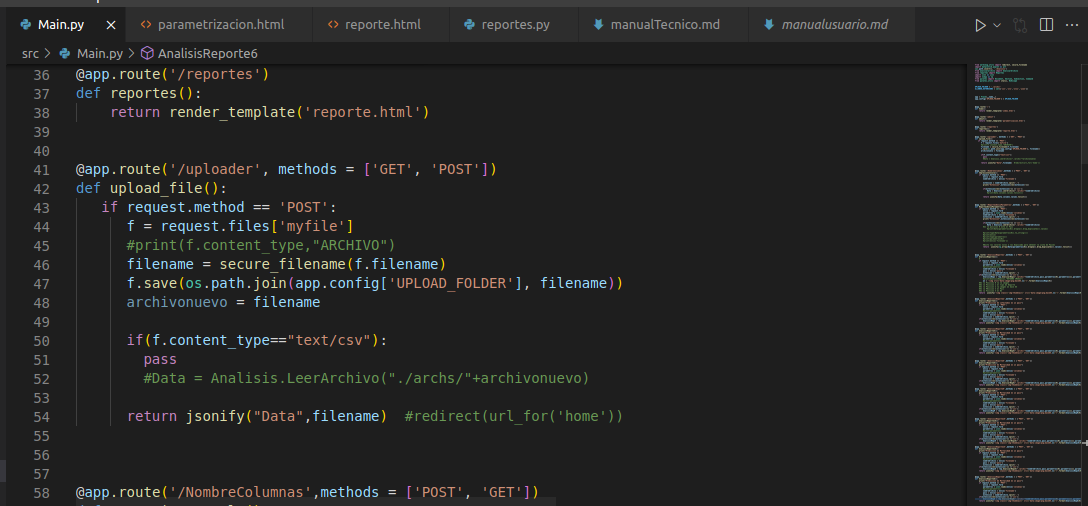 Main.py
parametrizacion.html
reporte.html
reportes.py
manualTecnico.md
manualusuario.md
src > Main.py > AnalisisReporte6
36 @app.route('/reportes')
37 def reportes():
38 return render_template('reporte.html')
39
40
41 @app.route('/uploader', methods = ['GET', 'POST'])
42 def upload_file():
43 if request.method == 'POST':
44 f = request.files['myfile']
45 #print(f.content_type,"ARCHIVO")
46 filename = secure_filename(f.filename)
47 f.save(os.path.join(app.config['UPLOAD_FOLDER'], filename))
48 archivonuevo = filename
49
50 if(f.content_type=="text/csv"):
51 pass
52 #Data = Analisis.LeerArchivo("./archs/"+archivonuevo)
53
54 return jsonify("Data",filename) #redirect(url_for('home'))
55
56
57
58 @app.route('/NombreColumnas',methods = ['POST', 'GET'])